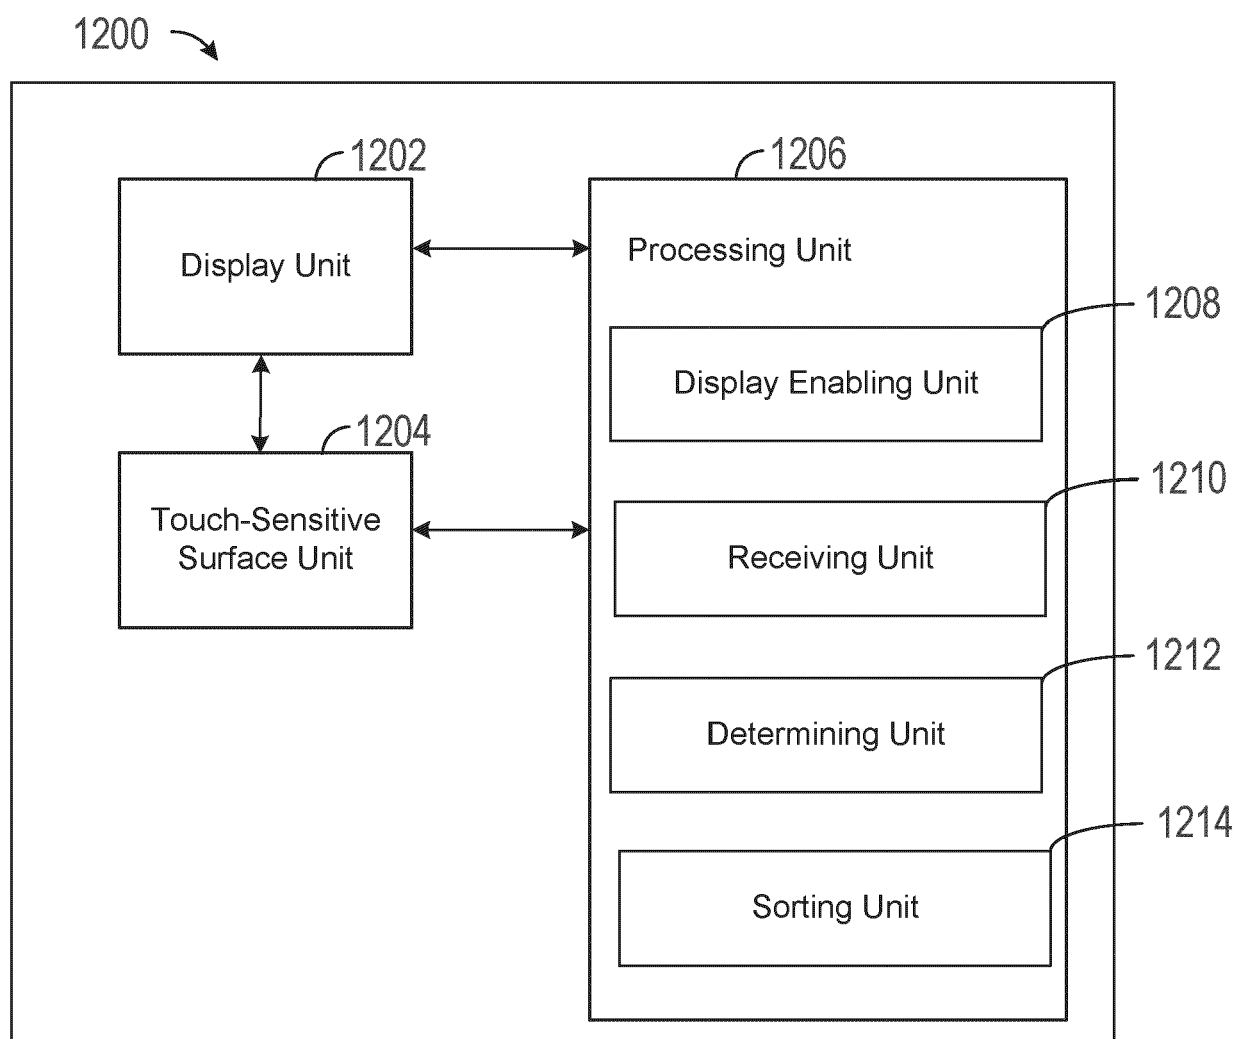 1200
1202
Display Unit
1204
Touch-Sensitive
Surface Unit
1206
Processing Unit
1208
Display Enabling Unit
1210
Receiving Unit
1212
Determining Unit
1214
Sorting Unit